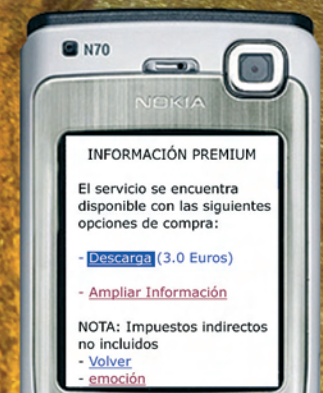 N70
NOKIA
INFORMACIÓN PREMIUM
El servicio se encuentra
disponible con las siguientes
opciones de compra:
- Descarga (3.0 Euros)
- Ampliar Información
NOTA: Impuestos indirectos
no incluidos
- Volver
- emoción